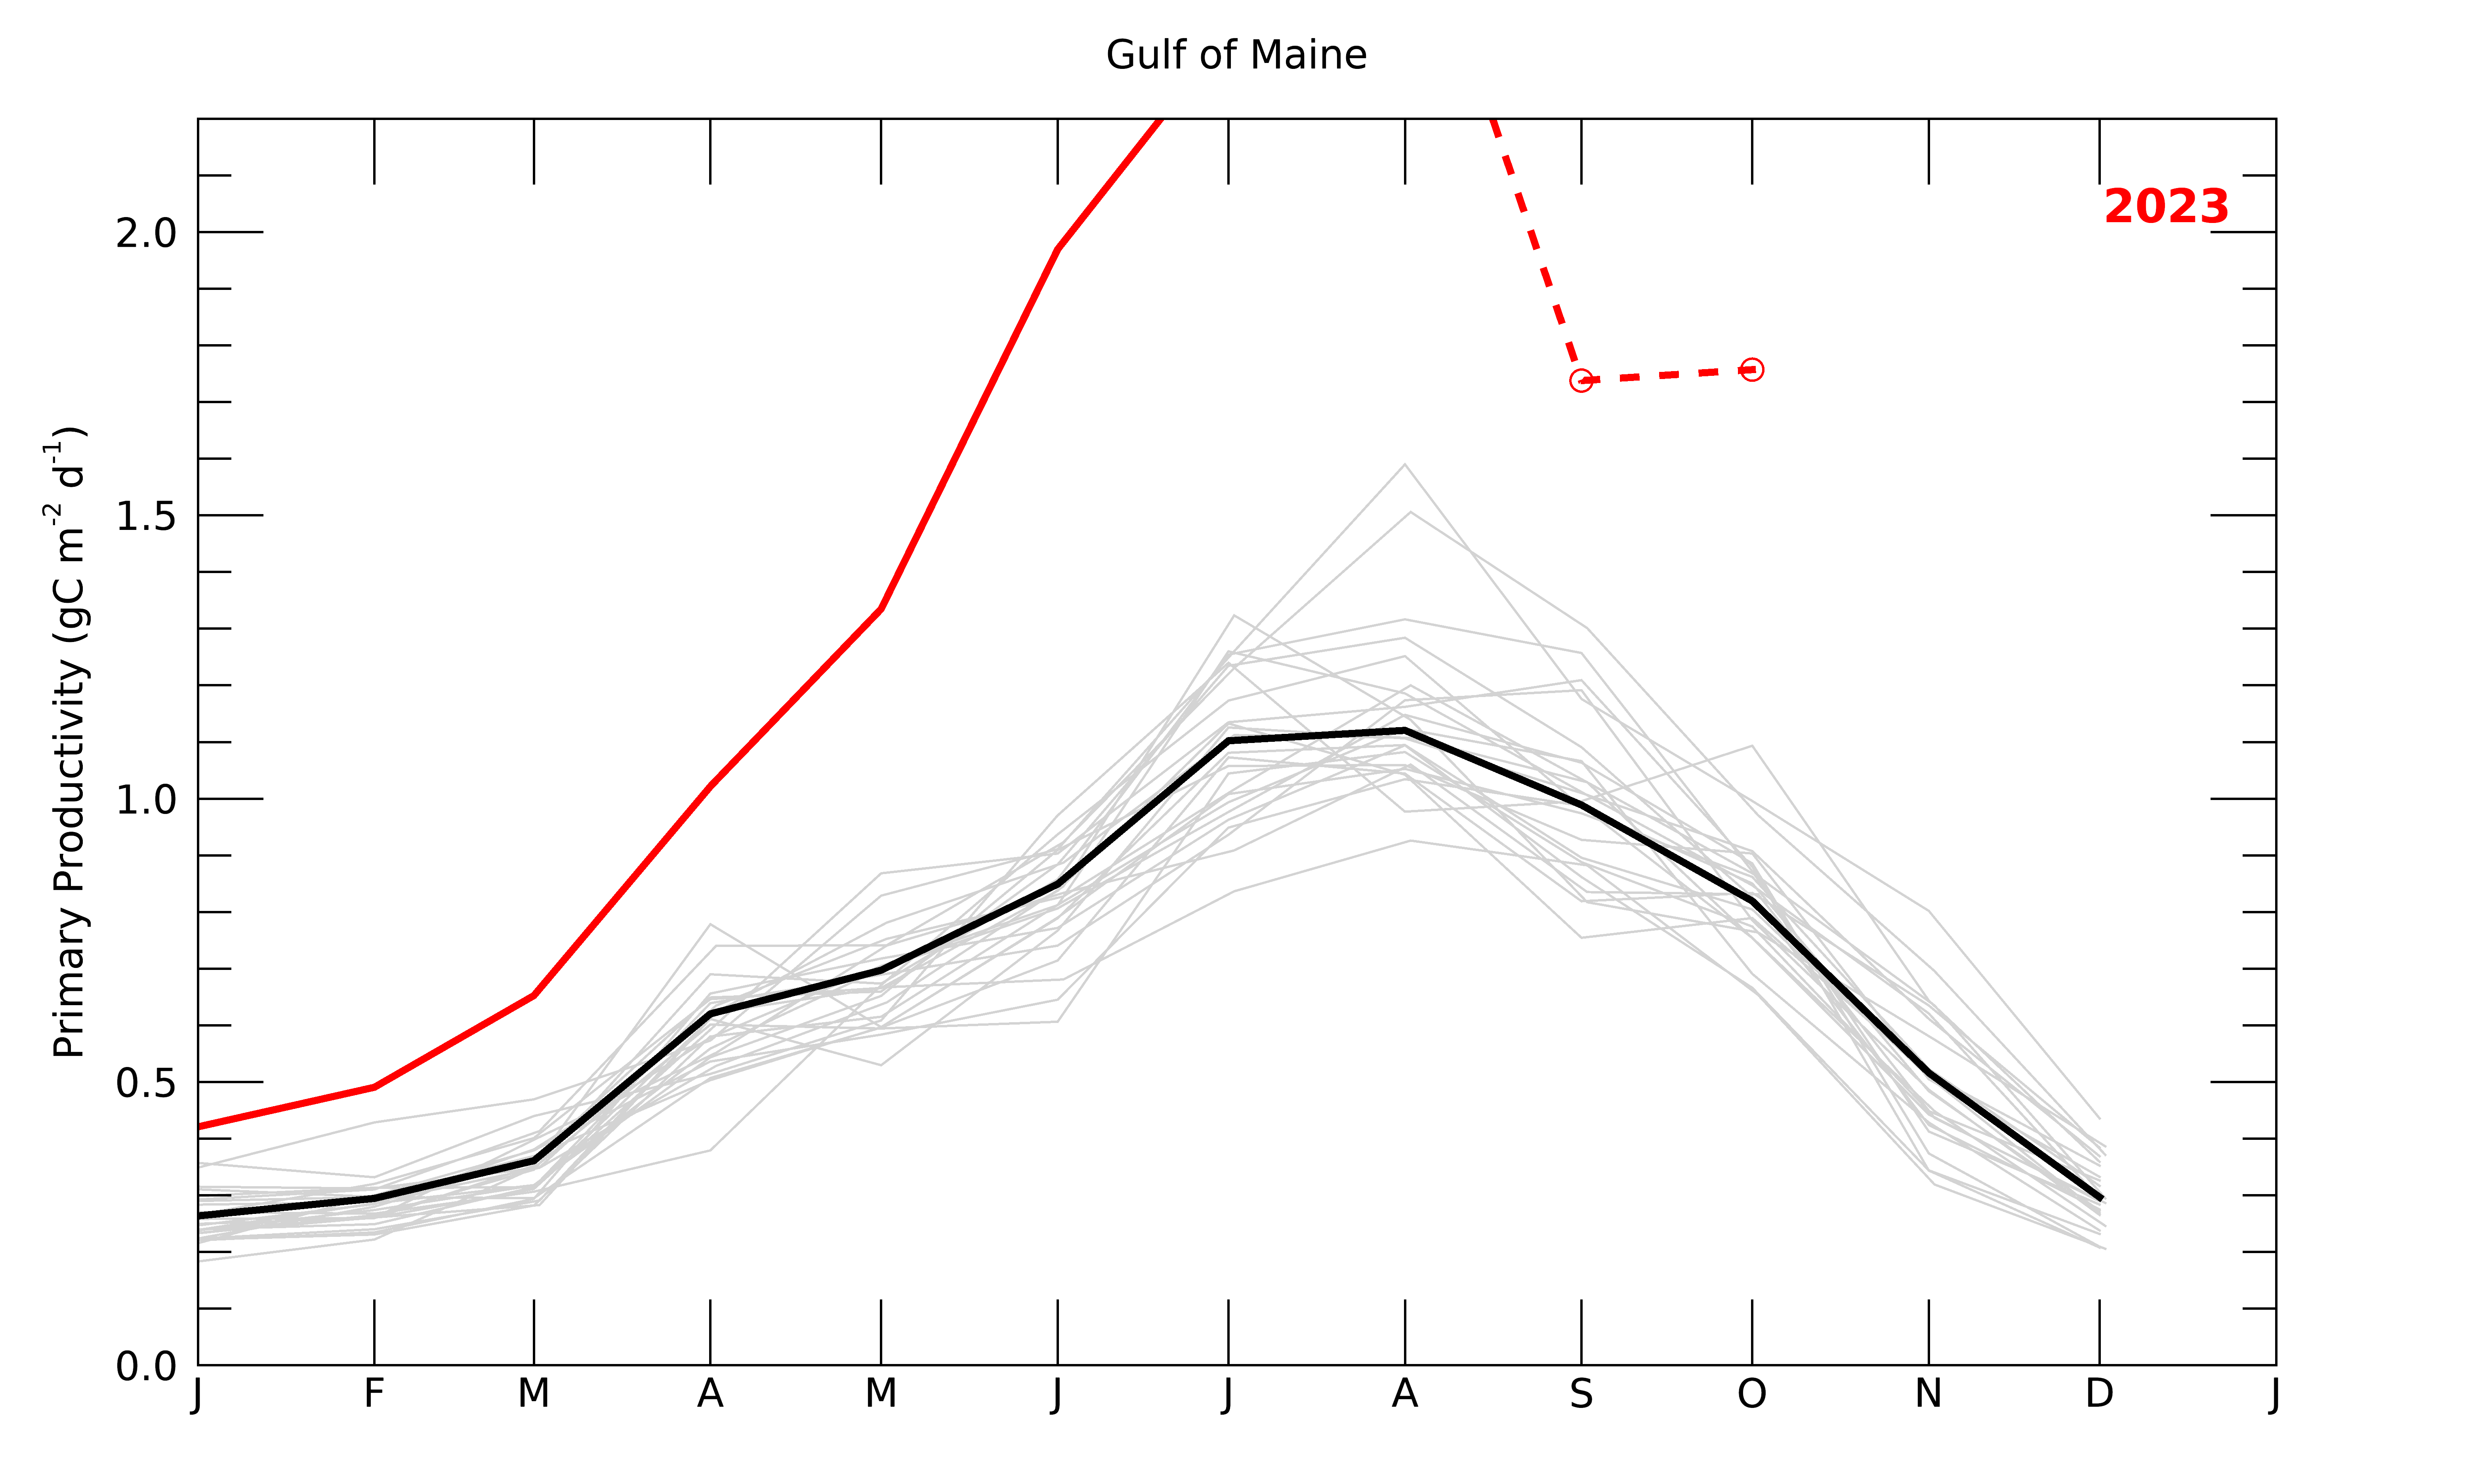 Gulf of Maine
Primary Productivity (gC m-2 d-1)
2.0
1.5
1.0
0.5
0.0
2023
J F M A M J J A S O N D J